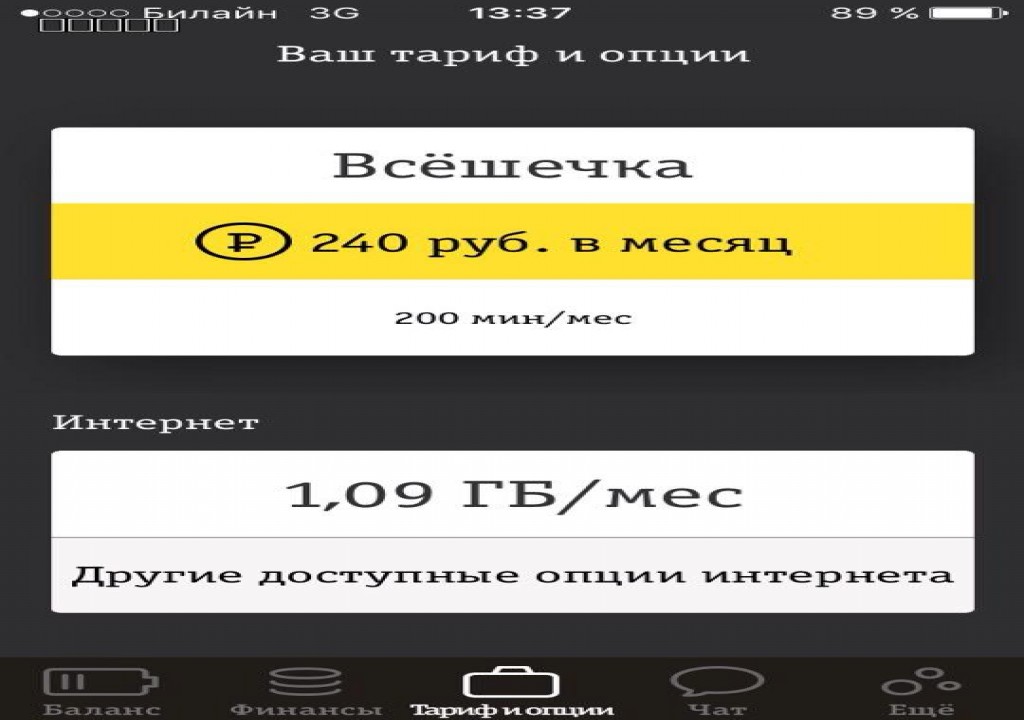 Билайн 3G 13:37 89 %
Ваш тариф и опции
Всёшечка
₽ 240 руб. в месяц
200 мин/мес
Интернет
1,09 ГБ/мес
Другие доступные опции интернета
Баланс Финансы Тариф и опции Чат Ещё